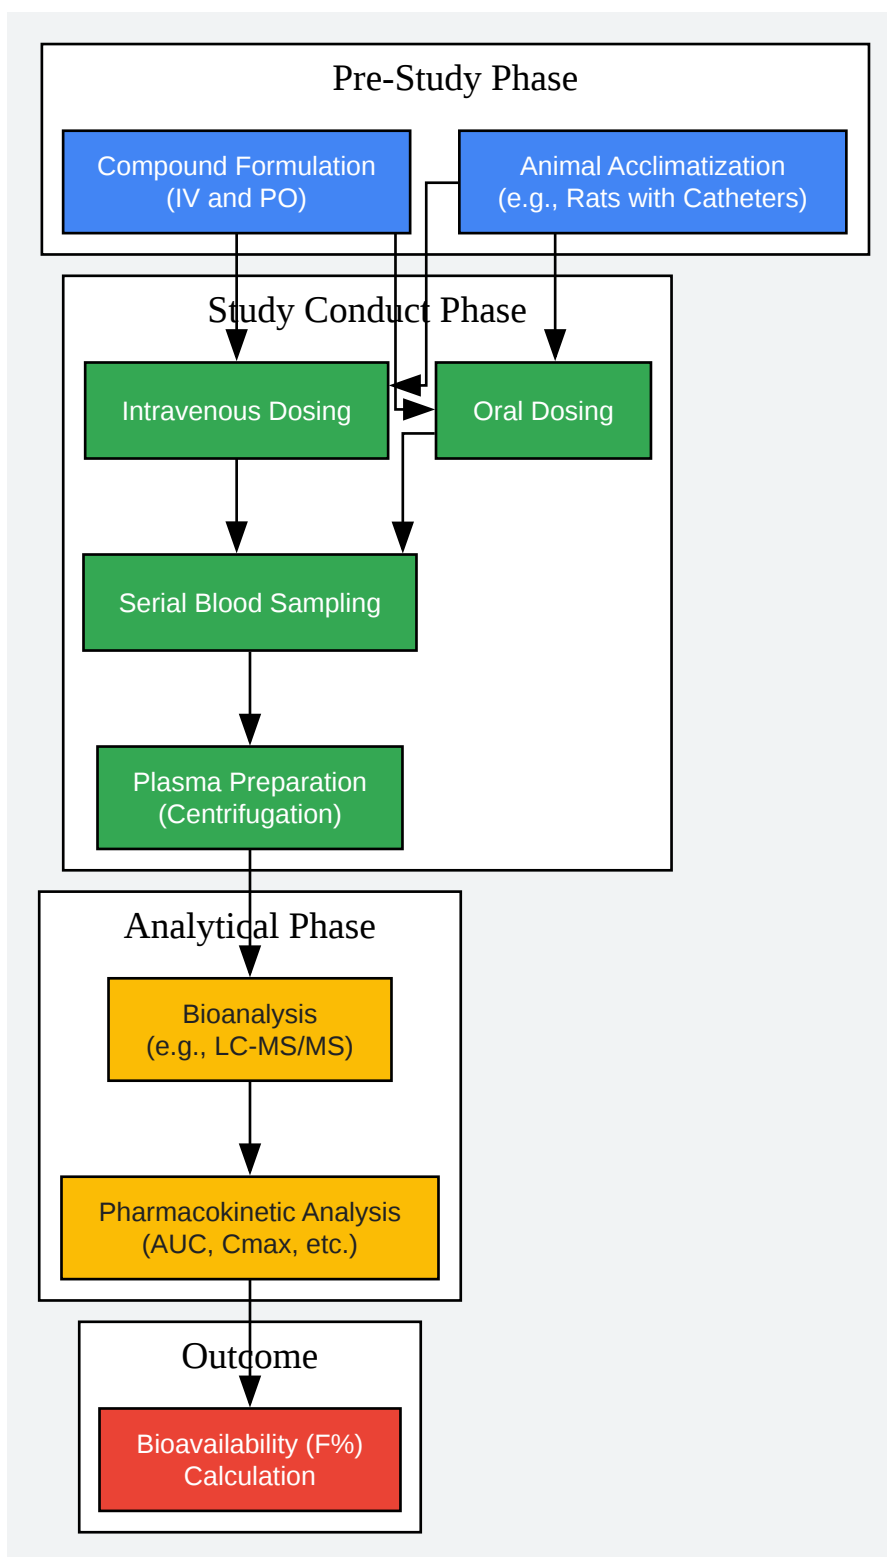 Pre-Study Phase
Compound Formulation
(IV and PO)
Animal Acclimatization
(e.g., Rats with Catheters)
Study Conduct Phase
Intravenous Dosing
Oral Dosing
Serial Blood Sampling
Plasma Preparation
(Centrifugation)
Analytical Phase
Bioanalysis
(e.g., LC-MS/MS)
Pharmacokinetic Analysis
(AUC, Cmax, etc.)
Outcome
Bioavailability (F%)
Calculation